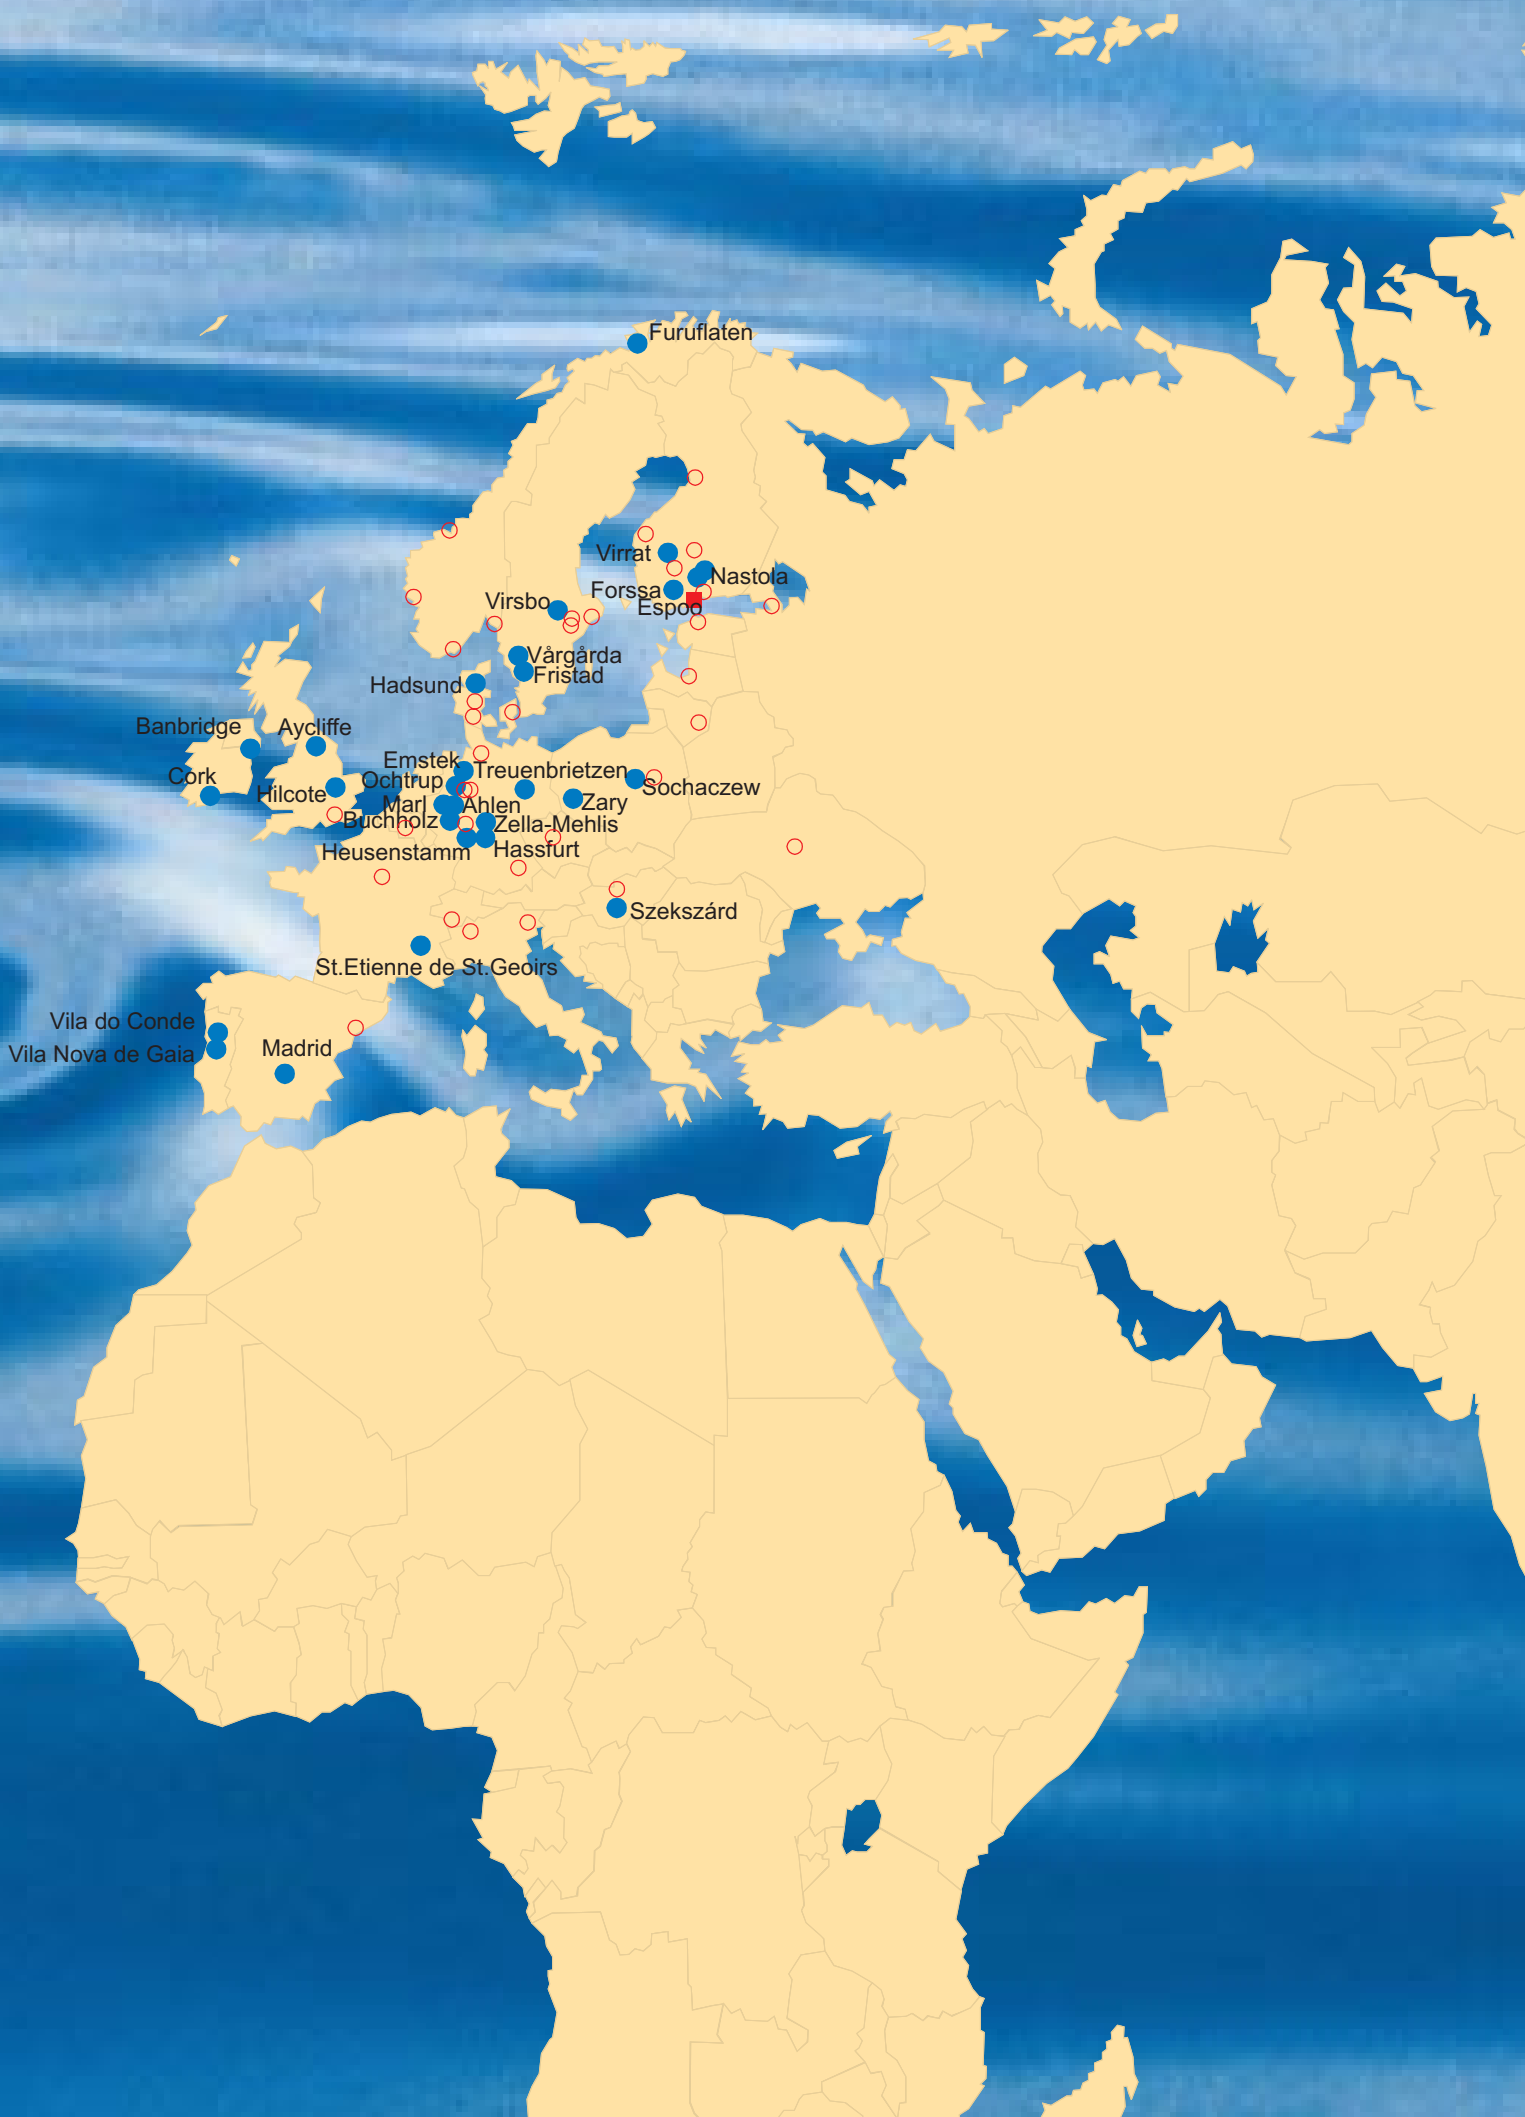 Furuflaten
Virrat
Nastola
Forssa
Espoo
Virsbo
Vårgårda
Fristad
Hadsund
Banbridge
Aycliffe
Emstek
Treuenbrietzen
Cork
Ochtrup
Sochaczew
Hilcote
Marl
Ahlen
Zary
Buchholz
Zella-Mehlis
Heusenstamm
Hassfurt
Szekszárd
St.Etienne de St.Geoirs
Vila do Conde
Madrid
Vila Nova de Gaia